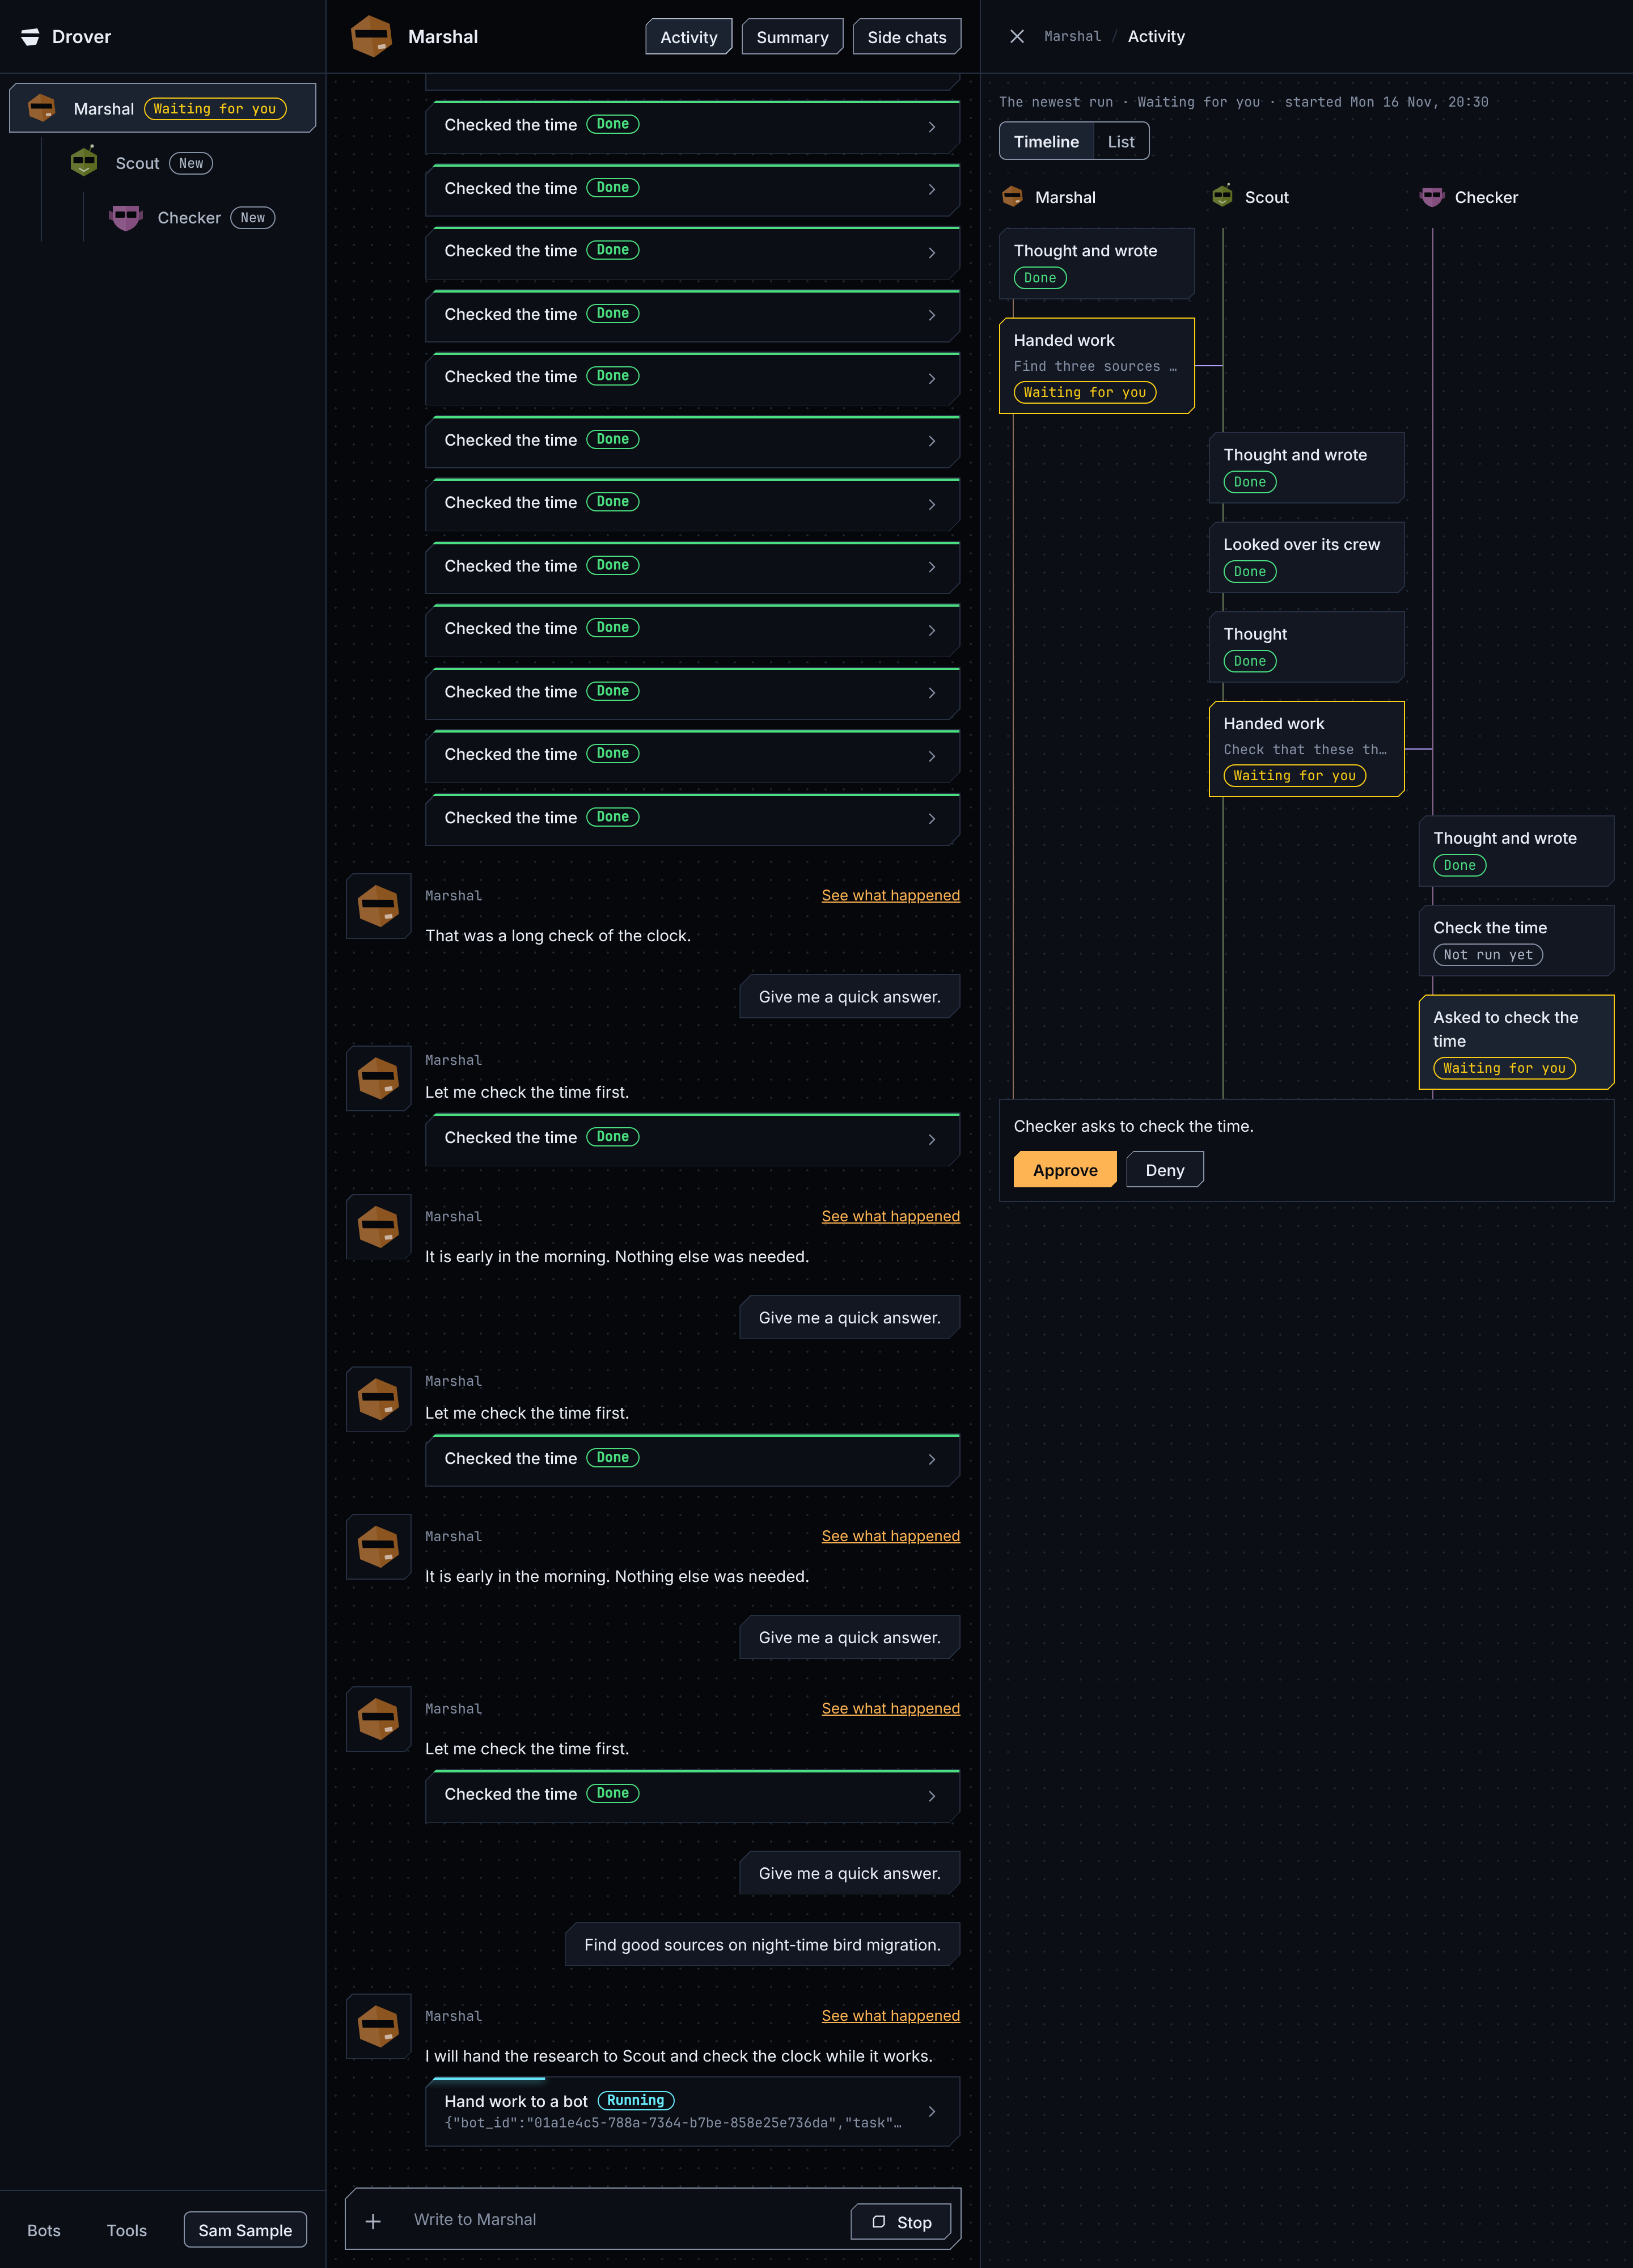 Drover
Marshal Waiting for you
Scout New
Checker New
Bots Tools Sam Sample
Marshal Activity Summary Side chats
Checked the time Done
Checked the time Done
Checked the time Done
Checked the time Done
Checked the time Done
Checked the time Done
Checked the time Done
Checked the time Done
Checked the time Done
Checked the time Done
Checked the time Done
Checked the time Done
Marshal See what happened
That was a long check of the clock.
Give me a quick answer.
Marshal
Let me check the time first.
Checked the time Done
Marshal See what happened
It is early in the morning. Nothing else was needed.
Give me a quick answer.
Marshal
Let me check the time first.
Checked the time Done
Marshal See what happened
It is early in the morning. Nothing else was needed.
Give me a quick answer.
Marshal See what happened
Let me check the time first.
Checked the time Done
Give me a quick answer.
Find good sources on night-time bird migration.
Marshal See what happened
I will hand the research to Scout and check the clock while it works.
Hand work to a bot Running
{"bot_id":"01a1e4c5-788a-7364-b7be-858e25e736da","task"…
Write to Marshal Stop
Marshal / Activity
The newest run · Waiting for you · started Mon 16 Nov, 20:30
Timeline List
Marshal Scout Checker
Thought and wrote
Done
Handed work
Find three sources …
Waiting for you
Thought and wrote
Done
Looked over its crew
Done
Thought
Done
Handed work
Check that these th…
Waiting for you
Thought and wrote
Done
Check the time
Not run yet
Asked to check the
time
Waiting for you
Checker asks to check the time.
Approve Deny